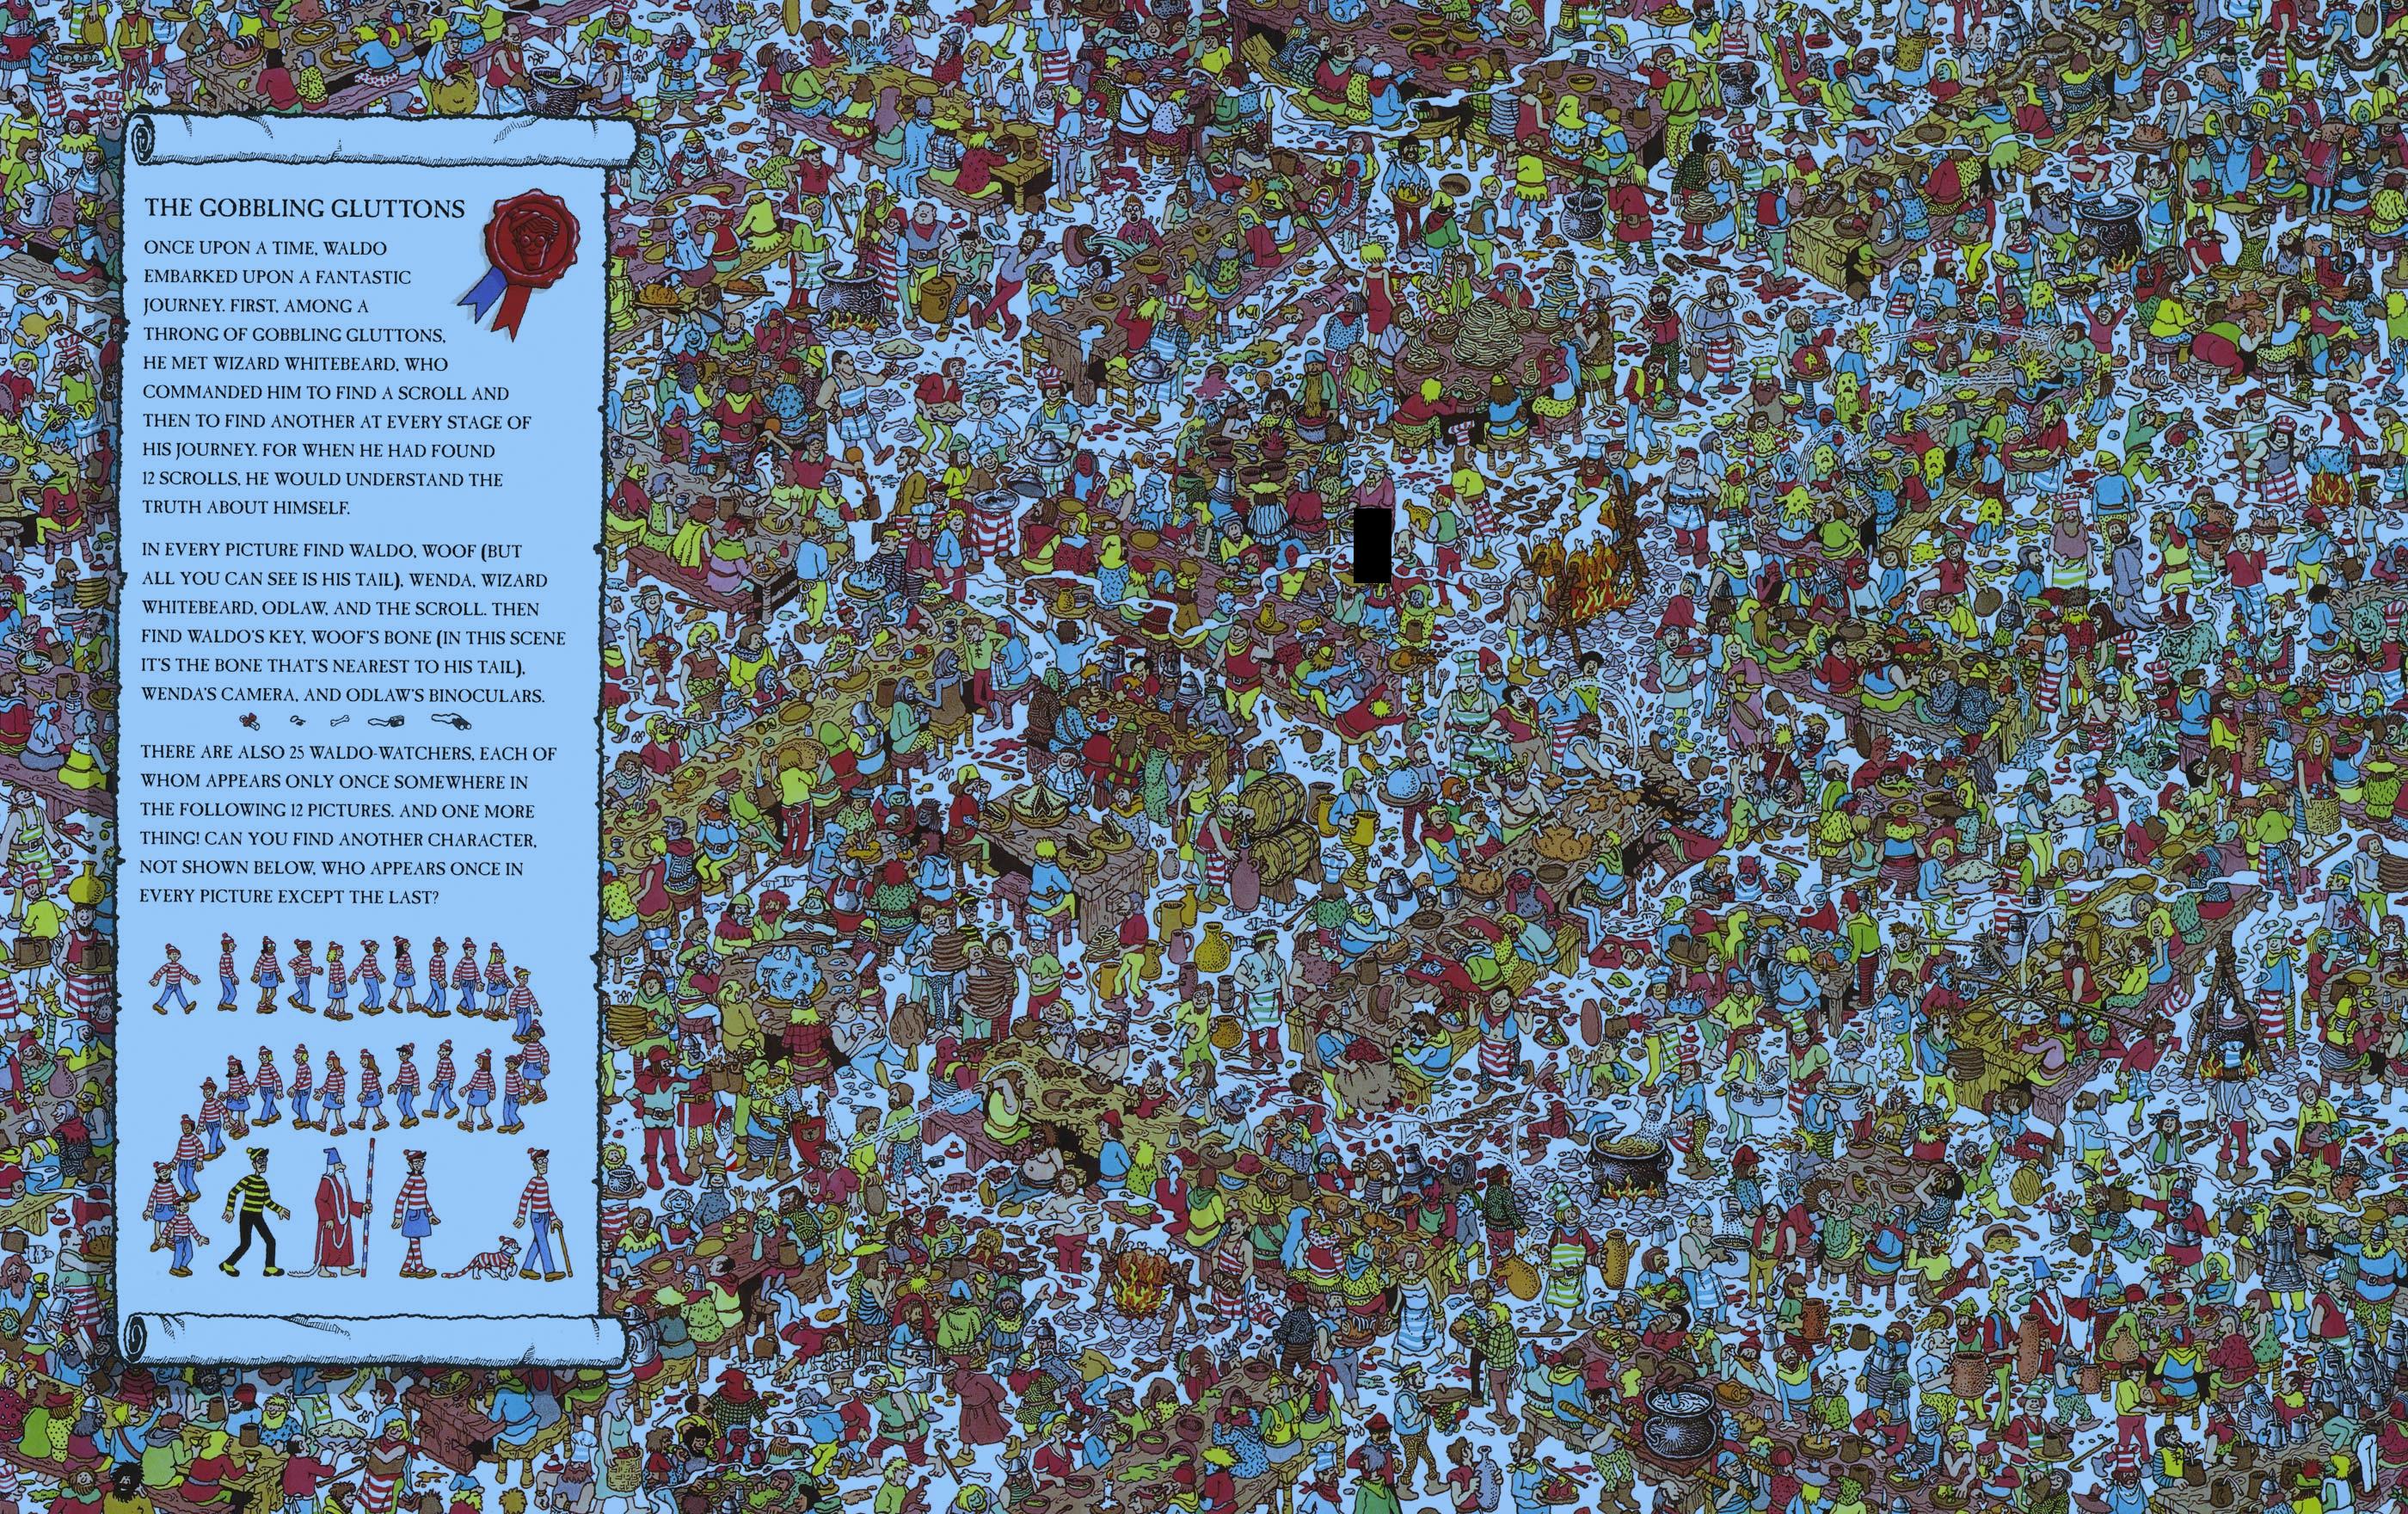 THE GOBBLING GLUTTONS
ONCE UPON A TIME, WALDO
EMBARKED UPON A FANTASTIC
JOURNEY. FIRST, AMONG A
THRONG OF GOBBLING GLUTTONS,
HE MET WIZARD WHITEBEARD, WHO
COMMANDED HIM TO FIND A SCROLL AND
THEN TO FIND ANOTHER AT EVERY STAGE OF
HIS JOURNEY. FOR WHEN HE HAD FOUND
12 SCROLLS, HE WOULD UNDERSTAND THE
TRUTH ABOUT HIMSELF.
IN EVERY PICTURE FIND WALDO, WOOF (BUT
ALL YOU CAN SEE IS HIS TAIL), WENDA, WIZARD
WHITEBEARD, ODLAW, AND THE SCROLL. THEN
FIND WALDO'S KEY, WOOF'S BONE (IN THIS SCENE
IT'S THE BONE THAT'S NEAREST TO HIS TAIL),
WENDA'S CAMERA, AND ODLAW'S BINOCULARS.
THERE ARE ALSO 25 WALDO-WATCHERS, EACH OF
WHOM APPEARS ONLY ONCE SOMEWHERE IN
THE FOLLOWING 12 PICTURES. AND ONE MORE
THING! CAN YOU FIND ANOTHER CHARACTER,
NOT SHOWN BELOW, WHO APPEARS ONCE IN
EVERY PICTURE EXCEPT THE LAST?